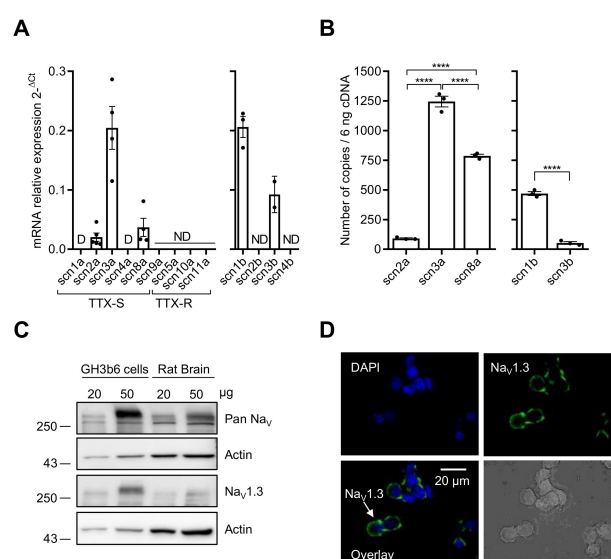 A
mRNA relative expression 2-ΔCt
0.3
0.2
0.1
0.0
D
D
ND
ND
ND
scn1a
scn2a
scn3a
scn4a
scn8a
scn9a
scn5a
scn10a
scn11a
scn1b
scn2b
scn3b
scn4b
TTX-S
TTX-R
B
Number of copies / 6 ng cDNA
1500
1250
1000
750
500
250
0
****
**** ****
****
scn2a
scn3a
scn8a
scn1b
scn3b
C
GH3b6 cells Rat Brain
20 50 20 50 µg
250
Pan NaV
43
Actin
250
NaV1.3
43
Actin
D
DAPI
NaV1.3
20 µm
NaV1.3
Overlay